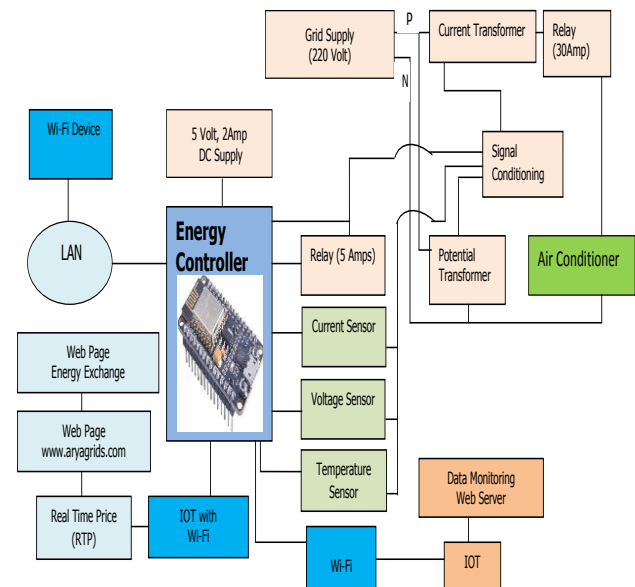 Grid Supply
(220 Volt)
P
N
Current Transformer
Relay
(30Amp)
Wi-Fi Device
5 Volt, 2Amp
DC Supply
Signal
Conditioning
LAN
Energy
Controller
Relay (5 Amps)
Potential
Transformer
Air Conditioner
Current Sensor
Web Page
Energy Exchange
Voltage Sensor
Web Page
www.aryagrids.com
Temperature
Sensor
Data Monitoring
Web Server
Real Time Price
(RTP)
IOT with
Wi-Fi
Wi-Fi
IOT